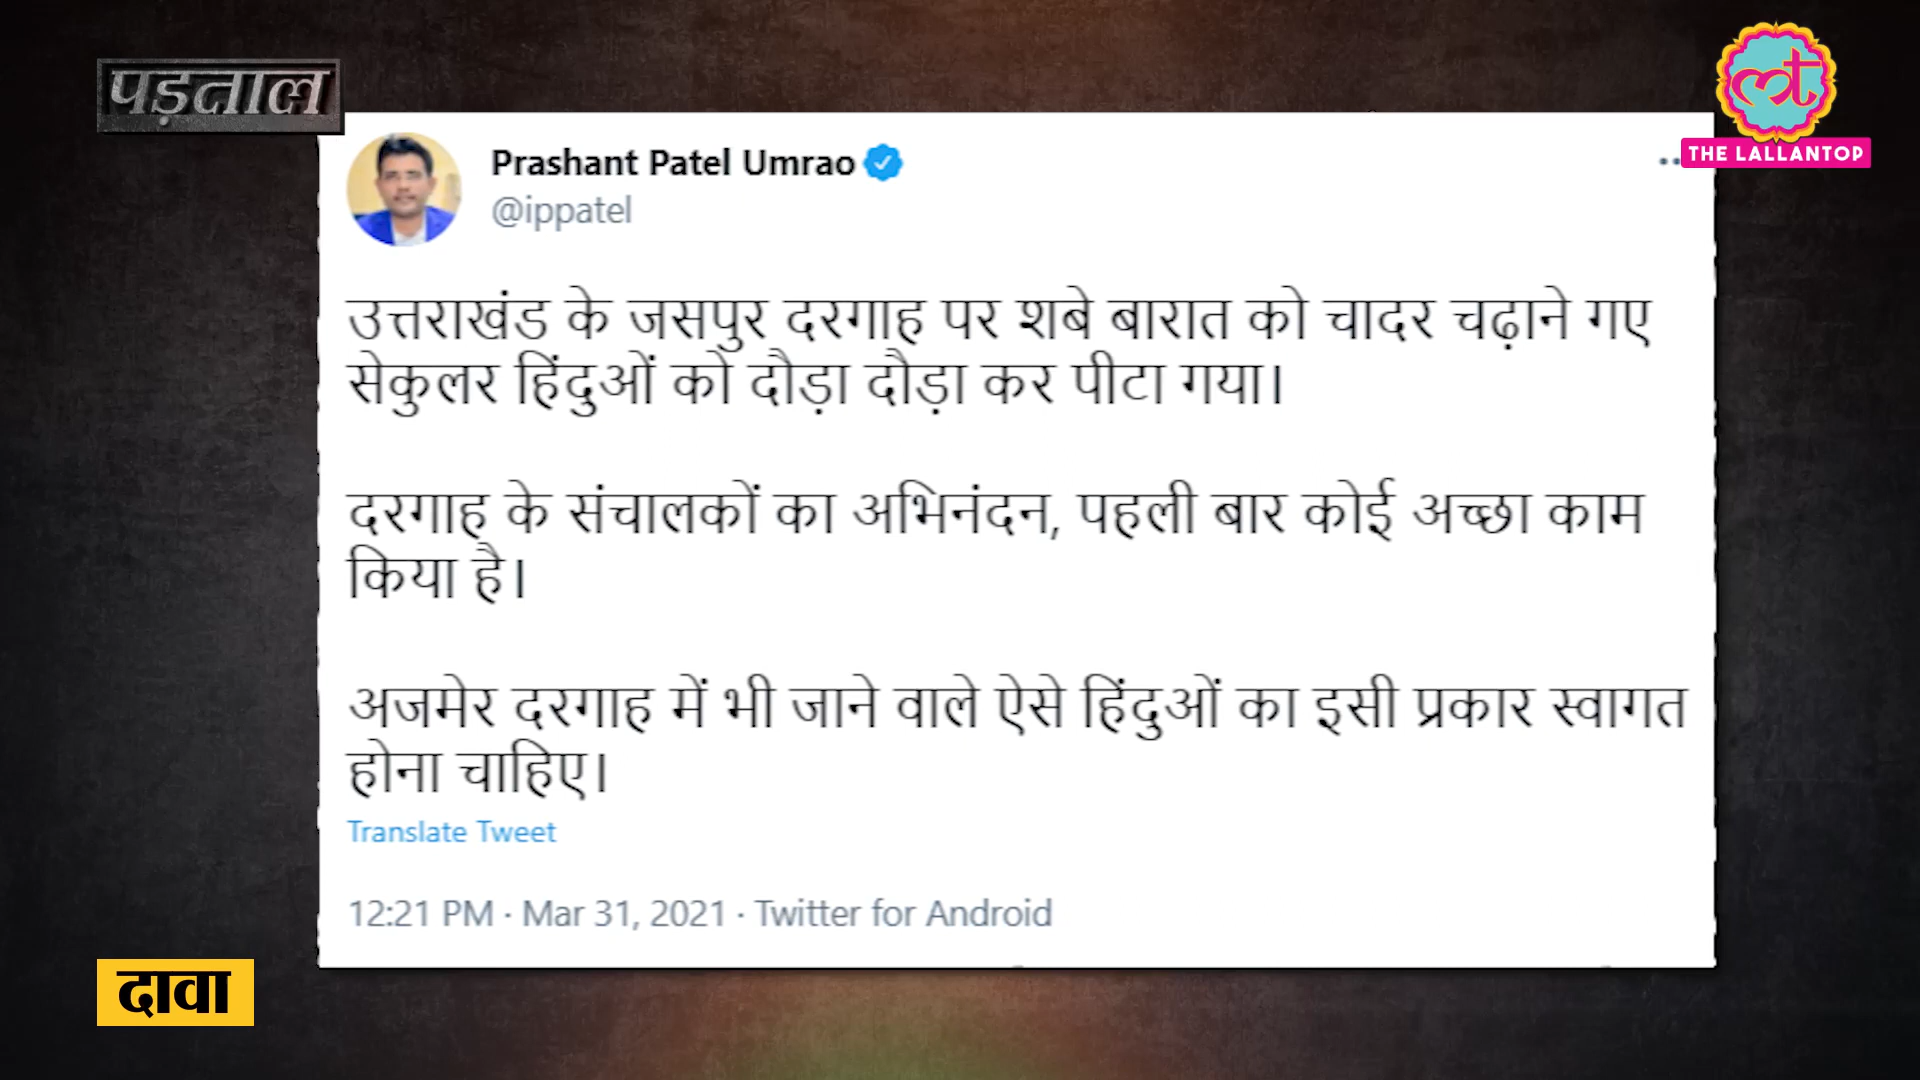 पड़ताल
THE LALLANTOP
Prashant Patel Umrao
@ippatel
उत्तराखंड के जसपुर दरगाह पर शबे बारात को चादर चढ़ाने गए
सेकुलर हिंदुओं को दौड़ा दौड़ा कर पीटा गया।
दरगाह के संचालकों का अभिनंदन, पहली बार कोई अच्छा काम
किया है।
अजमेर दरगाह में भी जाने वाले ऐसे हिंदुओं का इसी प्रकार स्वागत
होना चाहिए।
Translate Tweet
12:21 PM · Mar 31, 2021 · Twitter for Android
दावा